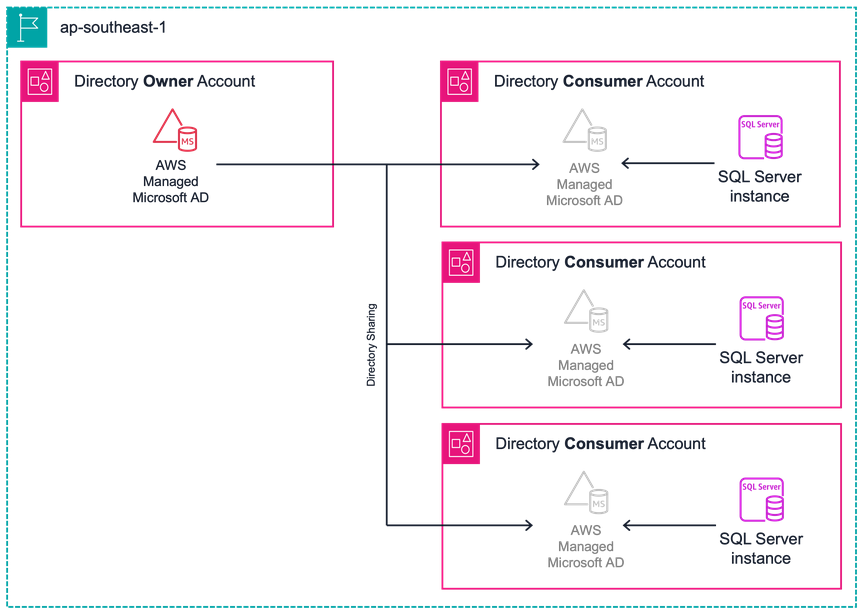 ap-southeast-1
Directory Owner Account
MS
AWS
Managed
Microsoft AD
Directory Sharing
Directory Consumer Account
MS
AWS
Managed
Microsoft AD
SQL Server
SQL Server
instance
Directory Consumer Account
MS
AWS
Managed
Microsoft AD
SQL Server
SQL Server
instance
Directory Consumer Account
MS
AWS
Managed
Microsoft AD
SQL Server
SQL Server
instance